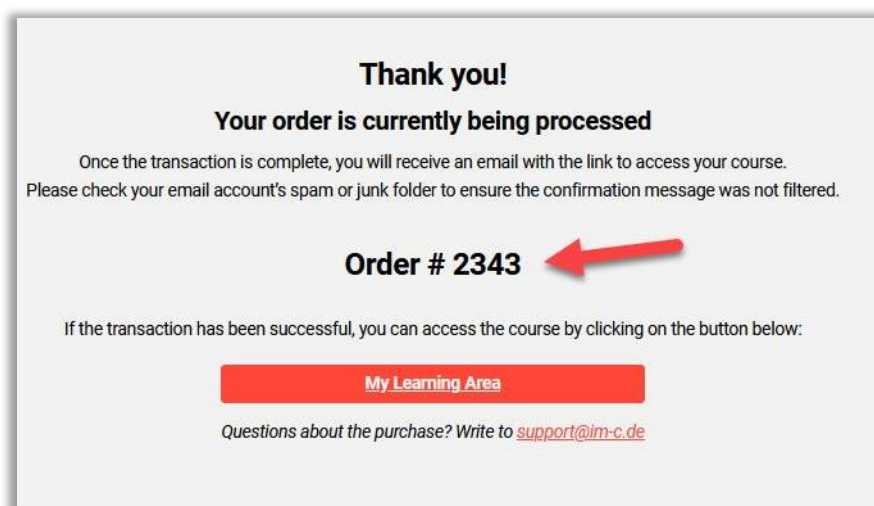 Thank you!
Your order is currently being processed
Once the transaction is complete, you will receive an email with the link to access your course.
Please check your email account's spam or junk folder to ensure the confirmation message was not filtered.
Order # 2343
If the transaction has been successful, you can access the course by clicking on the button below:
My Learning Area
Questions about the purchase? Write to support@im-c.de